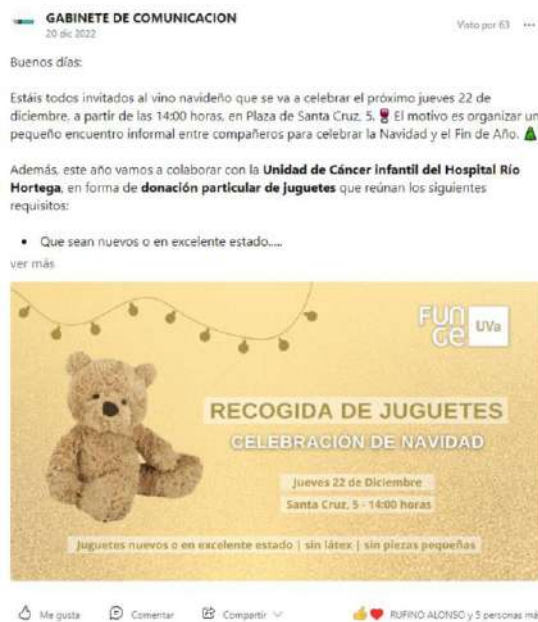 GABINETE DE COMUNICACION
20 dic 2022
Visto por 63
Buenos días:
Estáis todos invitados al vino navideño que se va a celebrar el próximo jueves 22 de
diciembre, a partir de las 14:00 horas, en Plaza de Santa Cruz, 5. 🍷 El motivo es organizar un
pequeño encuentro informal entre compañeros para celebrar la Navidad y el Fin de Año. 🎄
Además, este año vamos a colaborar con la Unidad de Cáncer infantil del Hospital Río
Hortega, en forma de donación particular de juguetes que reúnan los siguientes
requisitos:
• Que sean nuevos o en excelente estado.....
ver más
FUnGe UVa
RECOGIDA DE JUGUETES
CELEBRACIÓN DE NAVIDAD
Jueves 22 de Diciembre
Santa Cruz, 5 - 14:00 horas
Juguetes nuevos o en excelente estado | sin látex | sin piezas pequeñas
Me gusta Comentar Compartir RUFINO ALONSO y 5 personas más